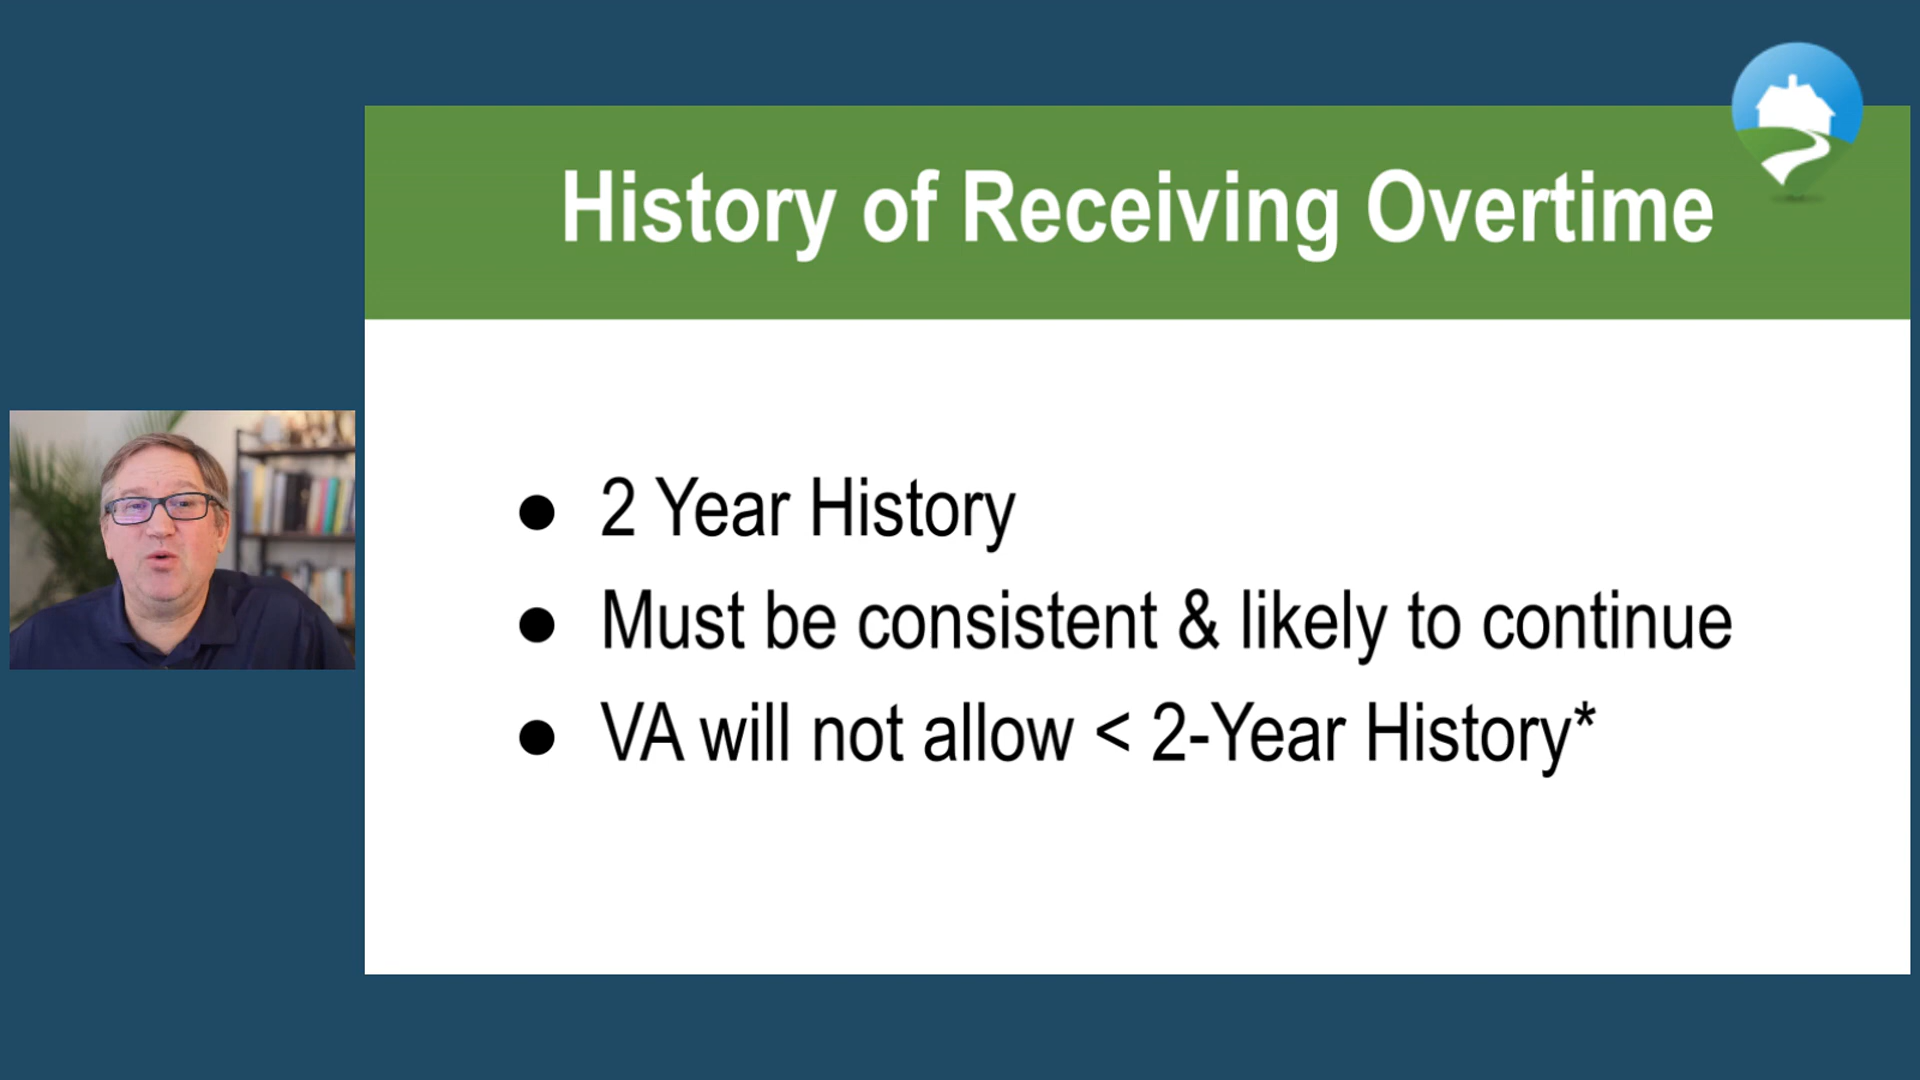 History of Receiving Overtime
2 Year History
Must be consistent & likely to continue
VA will not allow < 2-Year History*